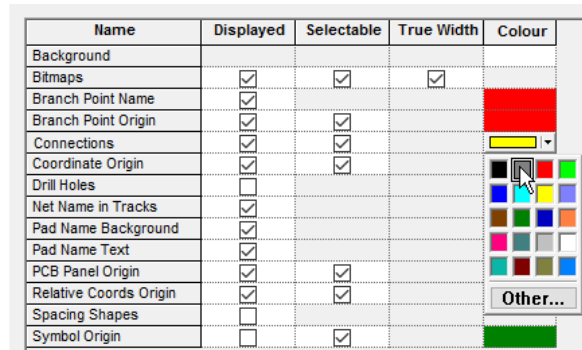 Name Displayed Selectable True Width Colour
Background
Bitmaps
Branch Point Name
Branch Point Origin
Connections
Coordinate Origin
Drill Holes
Net Name in Tracks
Pad Name Background
Pad Name Text
PCB Panel Origin
Relative Coords Origin
Spacing Shapes
Symbol Origin
Other...